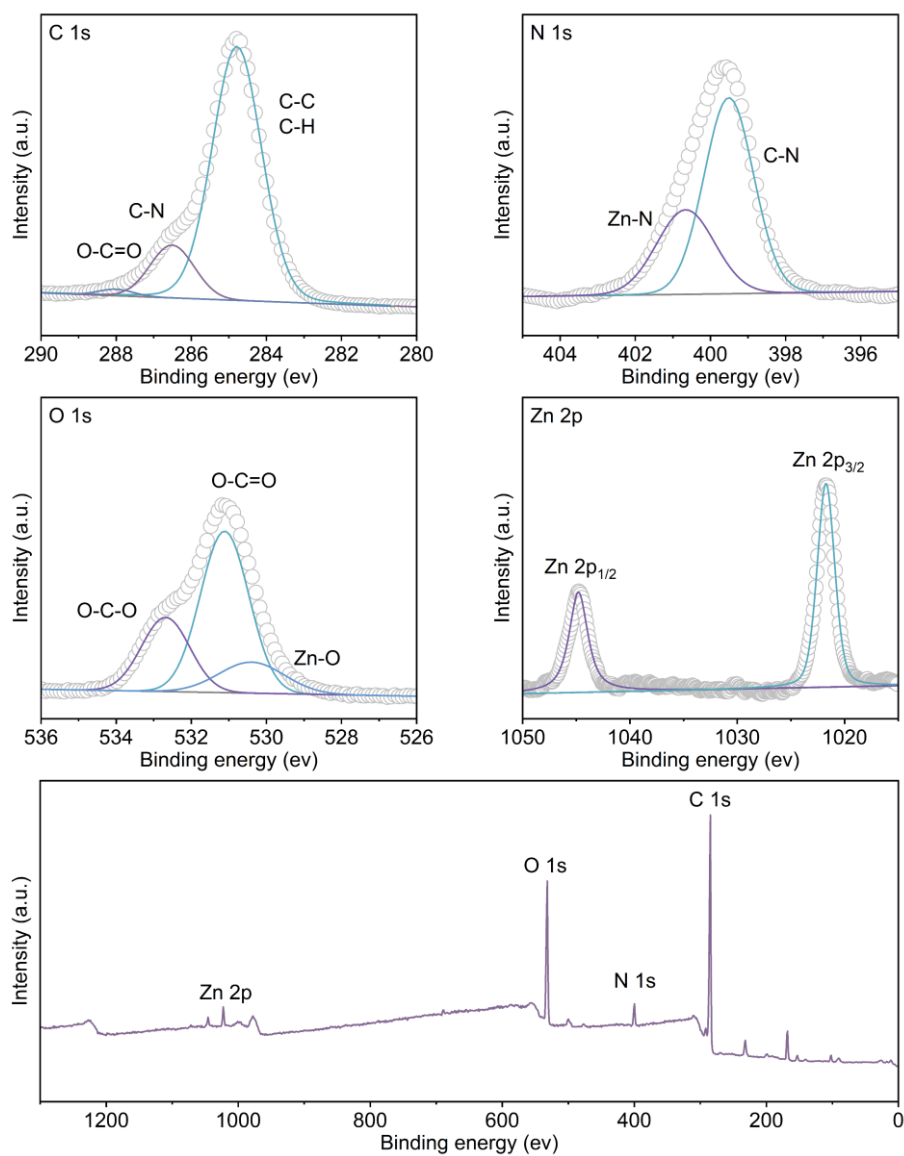 C 1s
C-C
C-H
C-N
O-C=O
Intensity (a.u.)
290 288 286 284 282 280
Binding energy (ev)
N 1s
C-N
Zn-N
Intensity (a.u.)
404 402 400 398 396
Binding energy (ev)
O 1s
O-C=O
O-C-O
Zn-O
Intensity (a.u.)
536 534 532 530 528 526
Binding energy (ev)
Zn 2p
Zn 2p3/2
Zn 2p1/2
Intensity (a.u.)
1050 1040 1030 1020
Binding energy (ev)
C 1s
O 1s
N 1s
Zn 2p
Intensity (a.u.)
1200 1000 800 600 400 200 0
Binding energy (ev)